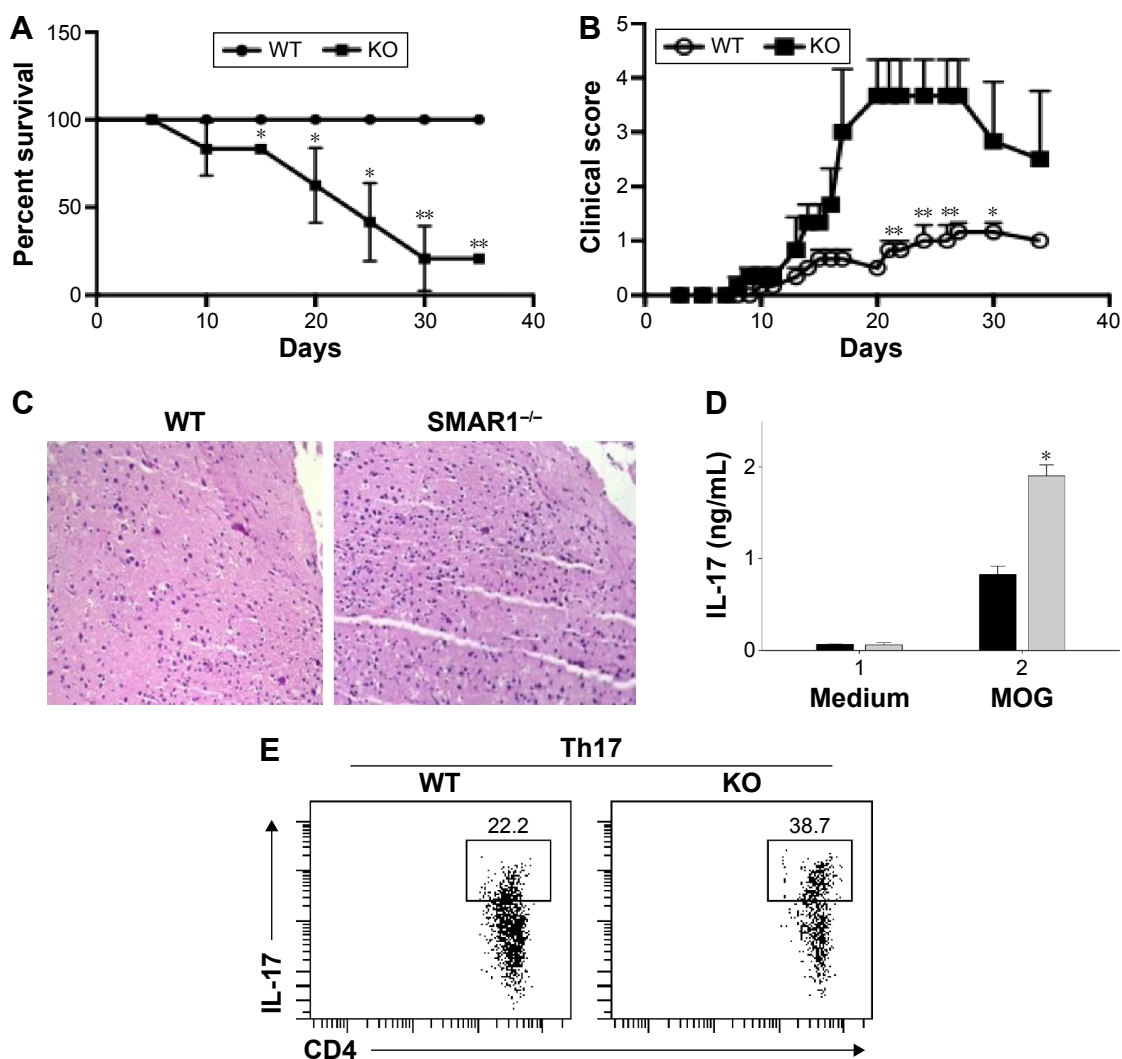 A
150
100
50
0
Percent survival
WT KO
*
*
*
**
**
0 10 20 30 40
Days
B
5
4
3
2
1
0
Clinical score
WT KO
** ** ** *
0 10 20 30 40
Days
C
WT SMAR1–/–
D
2
1
0
IL-17 (ng/mL)
*
1 2
Medium MOG
E
Th17
WT KO
22.2 38.7
IL-17
CD4